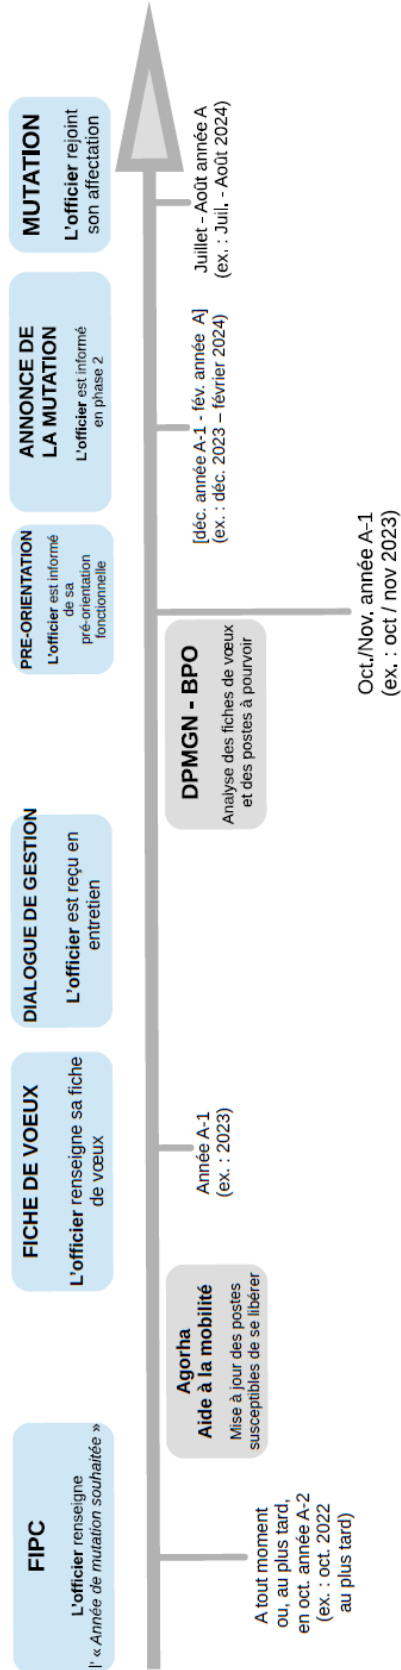 FIPC
L'officier renseigne
l' « Année de mutation souhaitée »
A tout moment
ou, au plus tard,
en oct. année A-2
(ex. : oct. 2022
au plus tard)
Agorha
Aide à la mobilité
Mise à jour des postes
susceptibles de se libérer
FICHE DE VOEUX
L'officier renseigne sa fiche
de vœux
Année A-1
(ex. : 2023)
DIALOGUE DE GESTION
L'officier est reçu en
entretien
DPMGN - BPO
Analyse des fiches de vœux
et des postes à pourvoir
PRE-ORIENTATION
L'officier est informé
de sa
pré-orientation
fonctionnelle
Oct./Nov. année A-1
(ex. : oct / nov 2023)
ANNONCE DE
LA MUTATION
L'officier est informé
en phase 2
[déc. année A-1 - fév. année A]
(ex. : déc. 2023 – février 2024)
MUTATION
L'officier rejoint
son affectation
Juillet - Août année A
(ex. : Juil. - Août 2024)